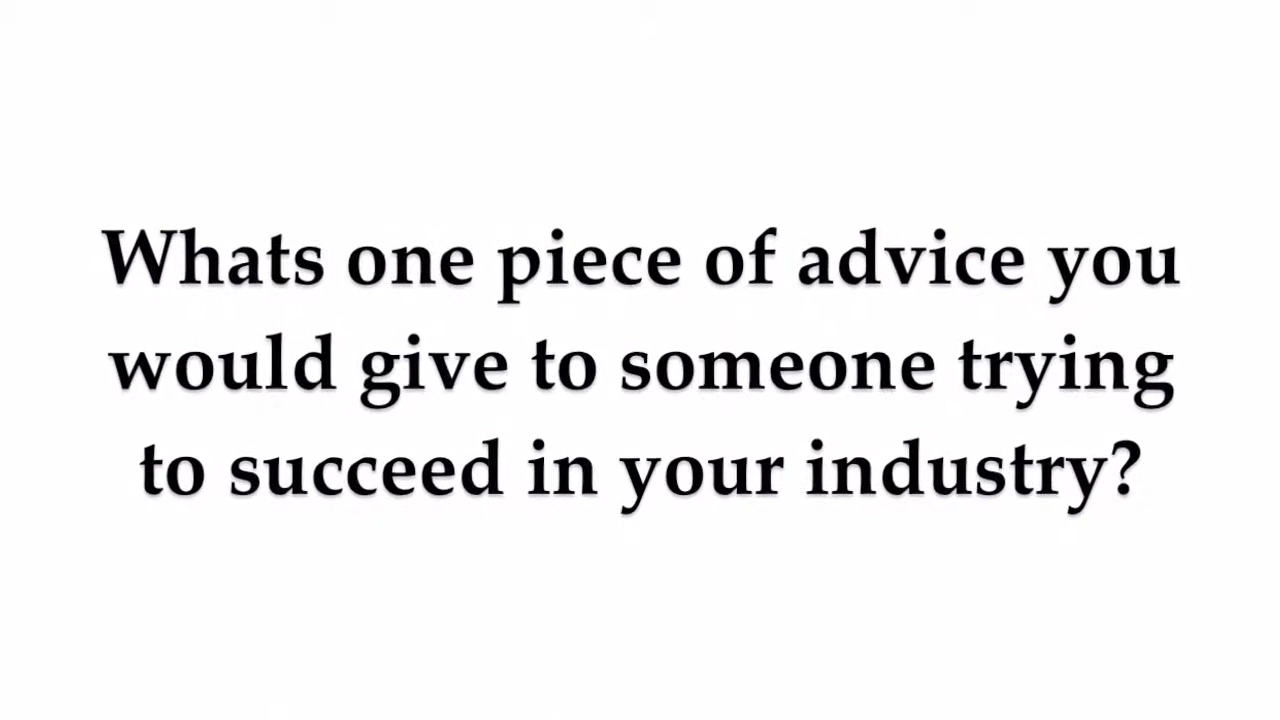 Whats one piece of advice you
would give to someone trying
to succeed in your industry?